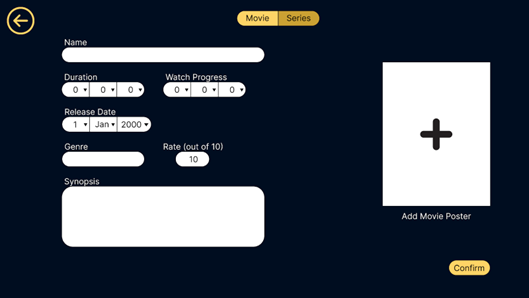 Movie Series
Name
Duration Watch Progress
0 0 0 0 0 0
Release Date
1 Jan 2000
Genre Rate (out of 10)
10
Synopsis
Add Movie Poster
Confirm